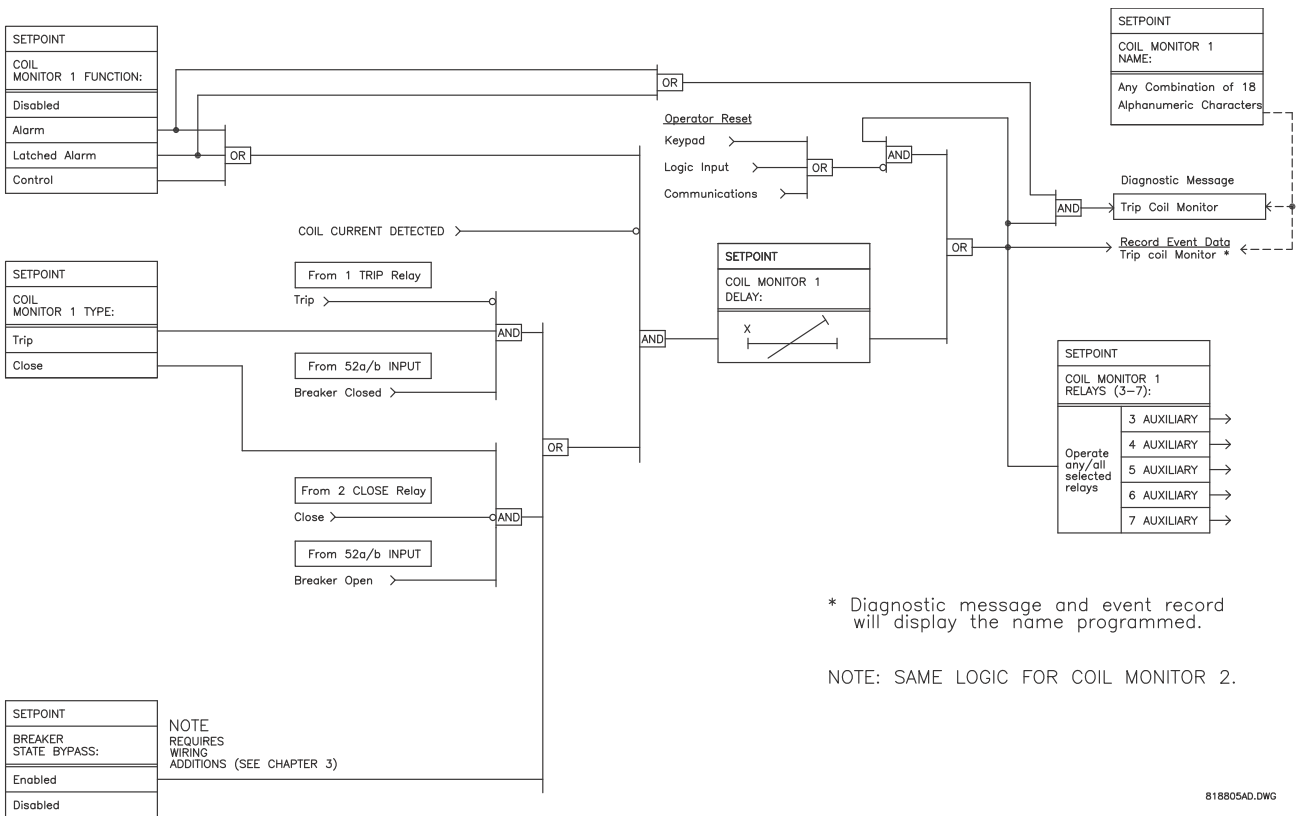 SETPOINT
COIL
MONITOR 1 FUNCTION:
Disabled
Alarm
Latched Alarm
Control
OR
OR
Operator Reset
Keypad
Logic Input
Communications
OR
AND
SETPOINT
COIL MONITOR 1
NAME:
Any Combination of 18
Alphanumeric Characters
Diagnostic Message
AND
Trip Coil Monitor
Record Event Data
Trip coil Monitor *
OR
COIL CURRENT DETECTED
SETPOINT
COIL
MONITOR 1 TYPE:
Trip
Close
From 1 TRIP Relay
Trip
AND
From 52a/b INPUT
Breaker Closed
AND
SETPOINT
COIL MONITOR 1
DELAY:
X
OR
From 2 CLOSE Relay
Close
AND
From 52a/b INPUT
Breaker Open
SETPOINT
COIL MONITOR 1
RELAYS (3-7):
Operate
any/all
selected
relays
3 AUXILIARY
4 AUXILIARY
5 AUXILIARY
6 AUXILIARY
7 AUXILIARY
* Diagnostic message and event record
will display the name programmed.
NOTE: SAME LOGIC FOR COIL MONITOR 2.
SETPOINT
BREAKER
STATE BYPASS:
Enabled
Disabled
NOTE
REQUIRES
WIRING
ADDITIONS (SEE CHAPTER 3)
818805AD.DWG